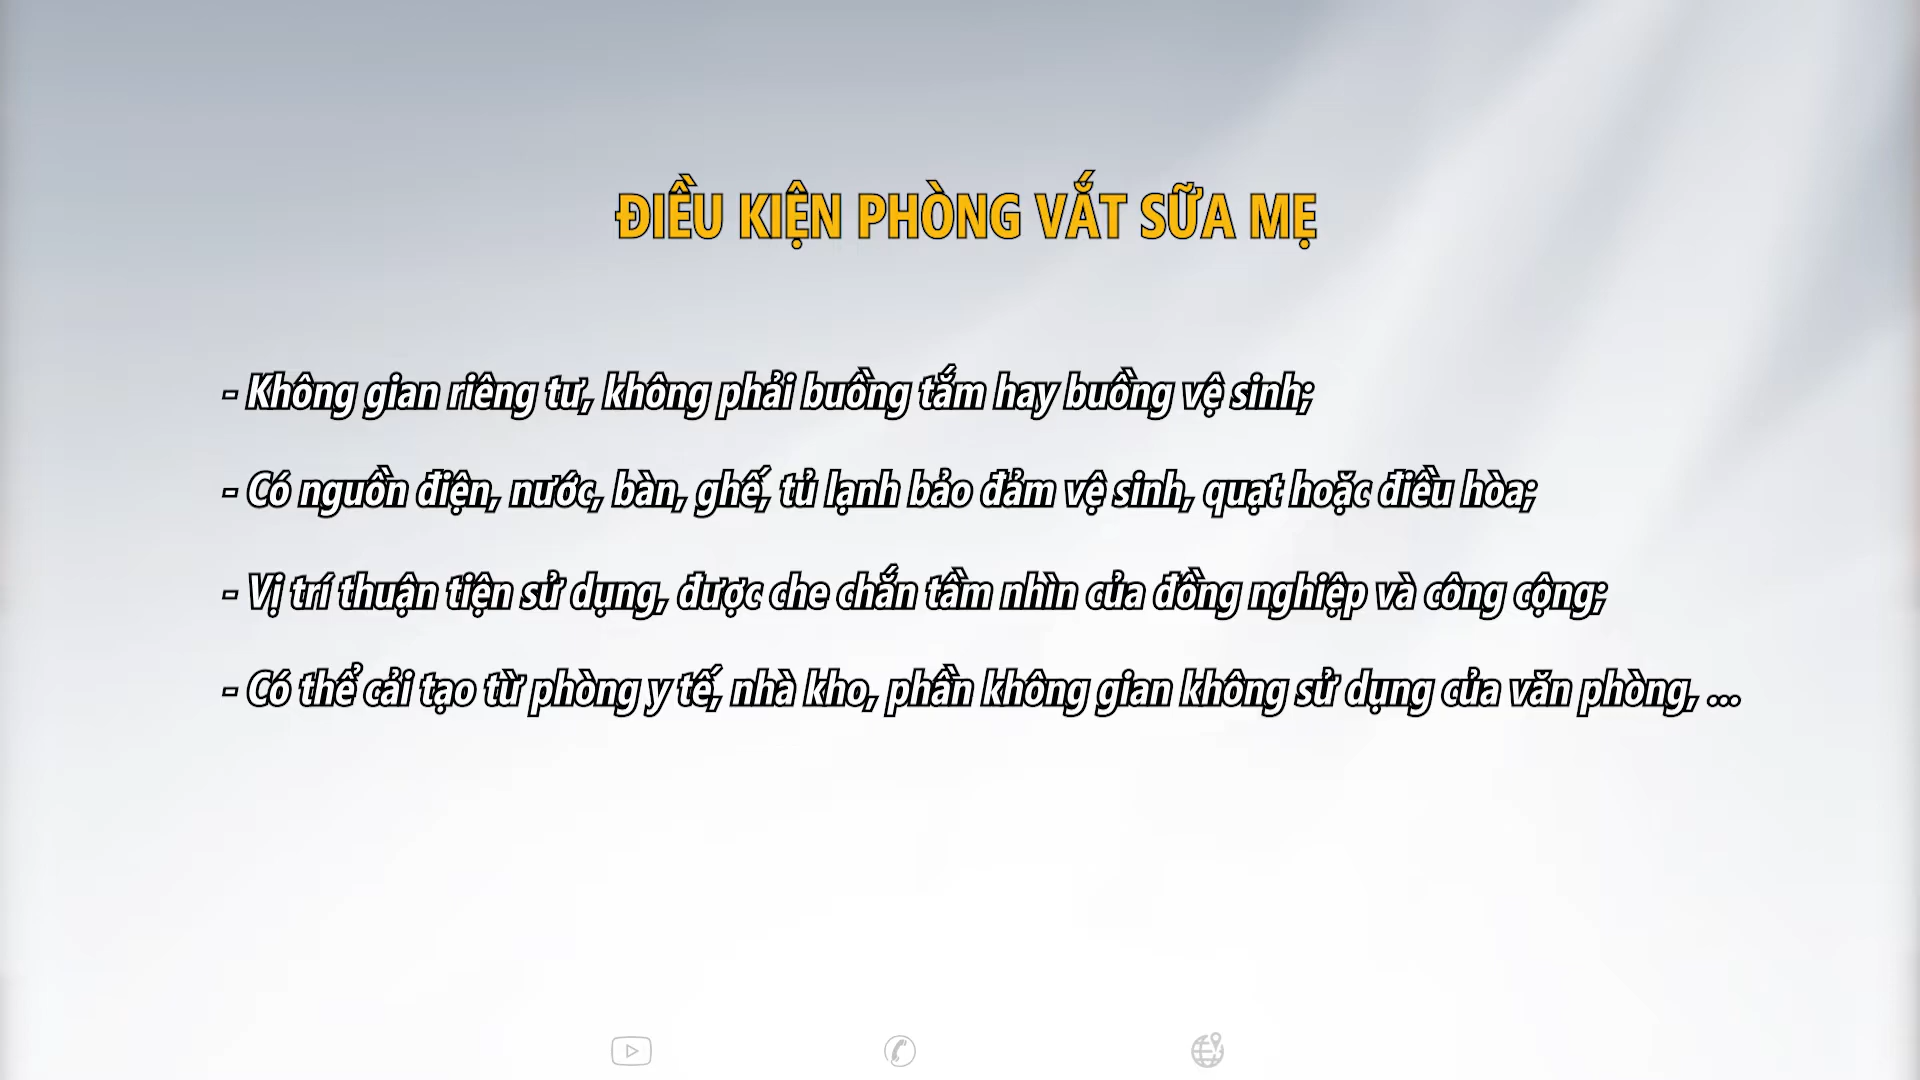 ĐIỀU KIỆN PHÒNG VẮT SỮA MẸ
- Không gian riêng tư, không phải buồng tắm hay buồng vệ sinh;
- Có nguồn điện, nước, bàn, ghế, tủ lạnh bảo đảm vệ sinh, quạt hoặc điều hòa;
- Vị trí thuận tiện sử dụng, được che chắn tầm nhìn của đồng nghiệp và công cộng;
- Có thể cải tạo từ phòng y tế, nhà kho, phần không gian không sử dụng của văn phòng, ...